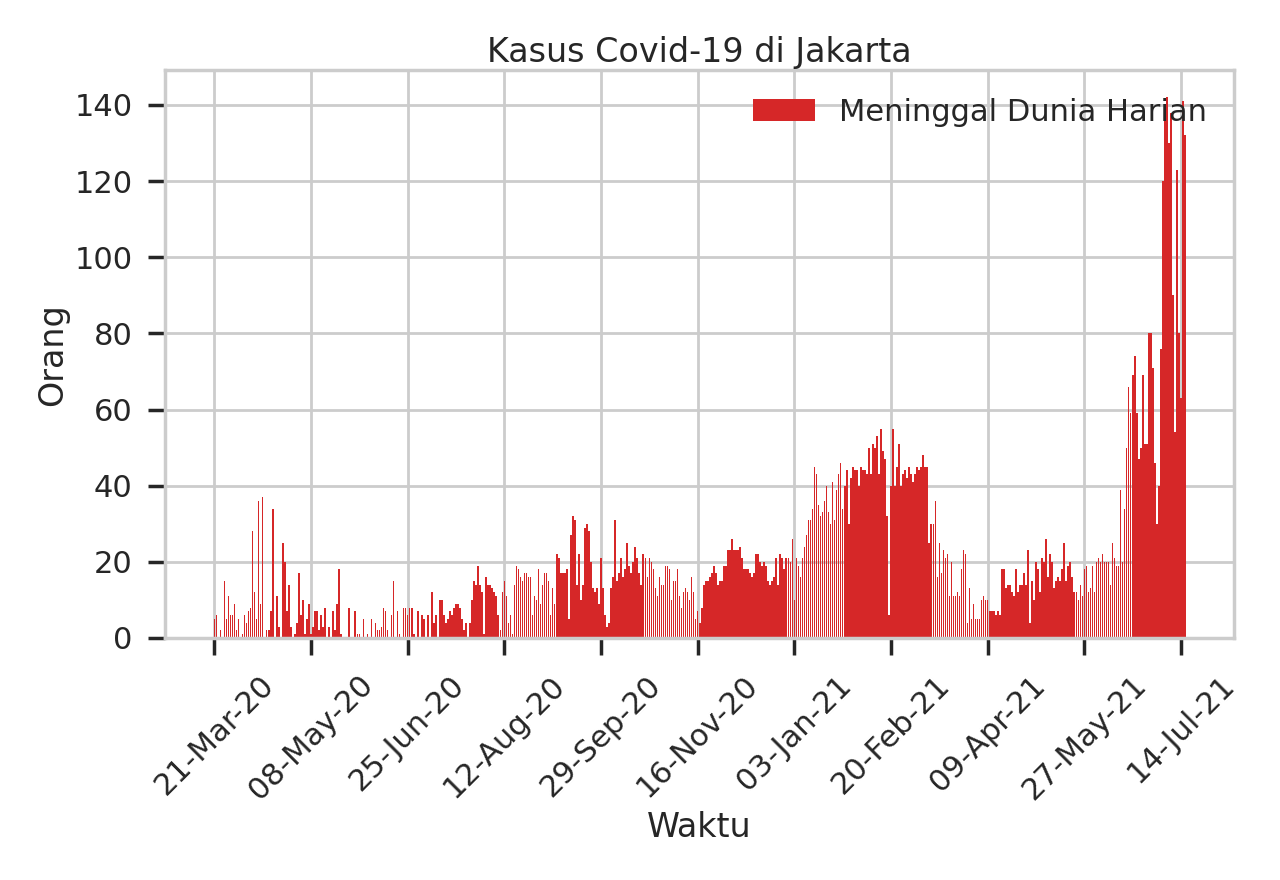 Kasus Covid-19 di Jakarta
Meninggal Dunia Harian
140
120
100
80
60
40
20
0
Orang
21-Mar-20
08-May-20
25-Jun-20
12-Aug-20
29-Sep-20
16-Nov-20
03-Jan-21
20-Feb-21
09-Apr-21
27-May-21
14-Jul-21
Waktu